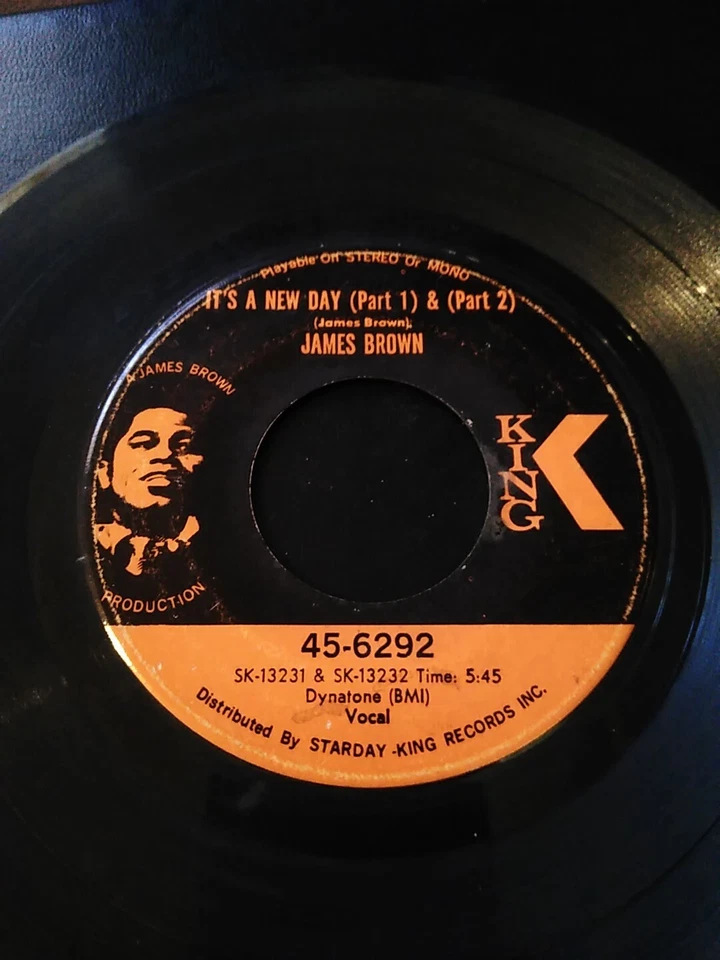 Playable On STEREO Or MONO
IT'S A NEW DAY (Part 1) & (Part 2)
(James Brown)
JAMES BROWN
A JAMES BROWN
PRODUCTION
KING
45-6292
SK-13231 & SK-13232 Time: 5:45
Dynatone (BMI)
Vocal
Distributed By STARDAY-KING RECORDS INC.